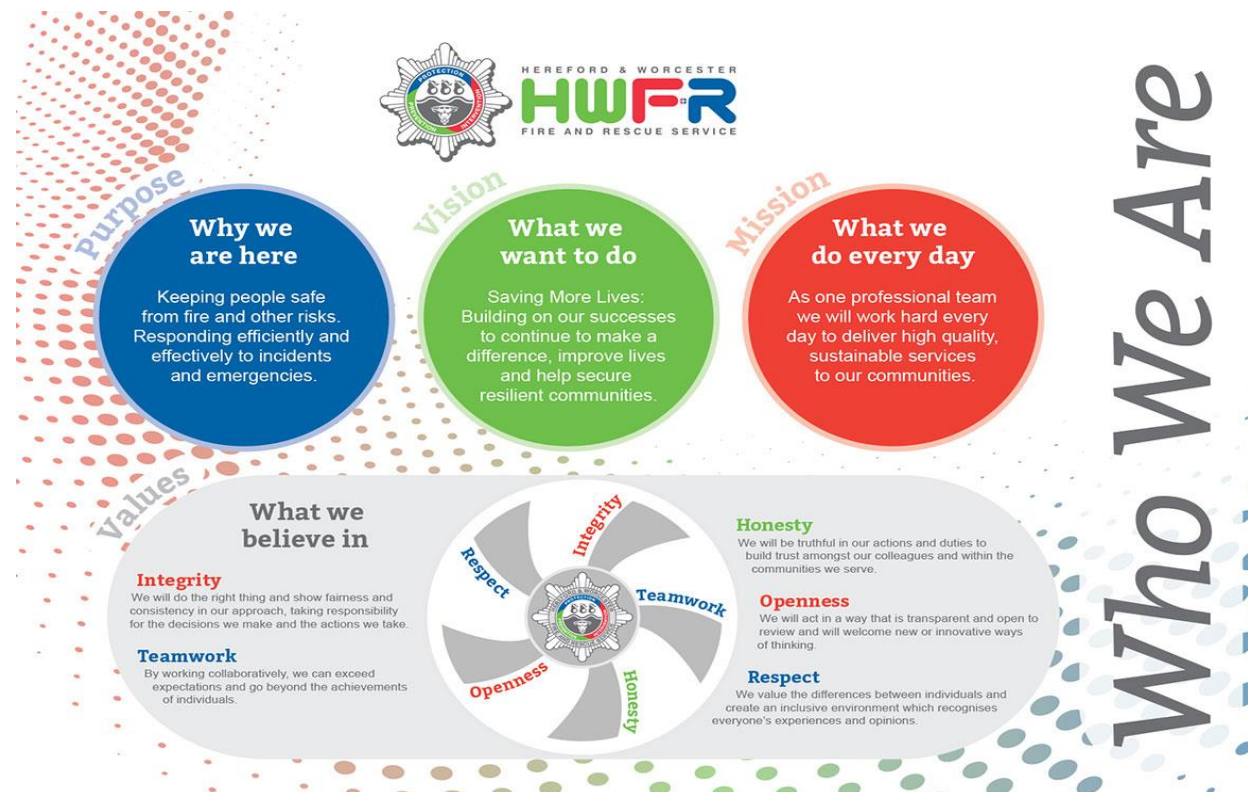 PROTECTION
PREVENTION
INTERVENTION
HEREFORD & WORCESTER
HWFR
FIRE AND RESCUE SERVICE
Who We Are
Purpose
Why we
are here
Keeping people safe
from fire and other risks.
Responding efficiently and
effectively to incidents
and emergencies.
Vision
What we
want to do
Saving More Lives:
Building on our successes
to continue to make a
difference, improve lives
and help secure
resilient communities.
Mission
What we
do every day
As one professional team
we will work hard every
day to deliver high quality,
sustainable services
to our communities.
Values
What we
believe in
Integrity
We will do the right thing and show fairness and
consistency in our approach, taking responsibility
for the decisions we make and the actions we take.
Teamwork
By working collaboratively, we can exceed
expectations and go beyond the achievements
of individuals.
Integrity
Teamwork
Honesty
Openness
Respect
HEREFORD & WORCESTER
FIRE AND RESCUE SERVICE
Honesty
We will be truthful in our actions and duties to
build trust amongst our colleagues and within the
communities we serve.
Openness
We will act in a way that is transparent and open to
review and will welcome new or innovative ways
of thinking.
Respect
We value the differences between individuals and
create an inclusive environment which recognises
everyone's experiences and opinions.